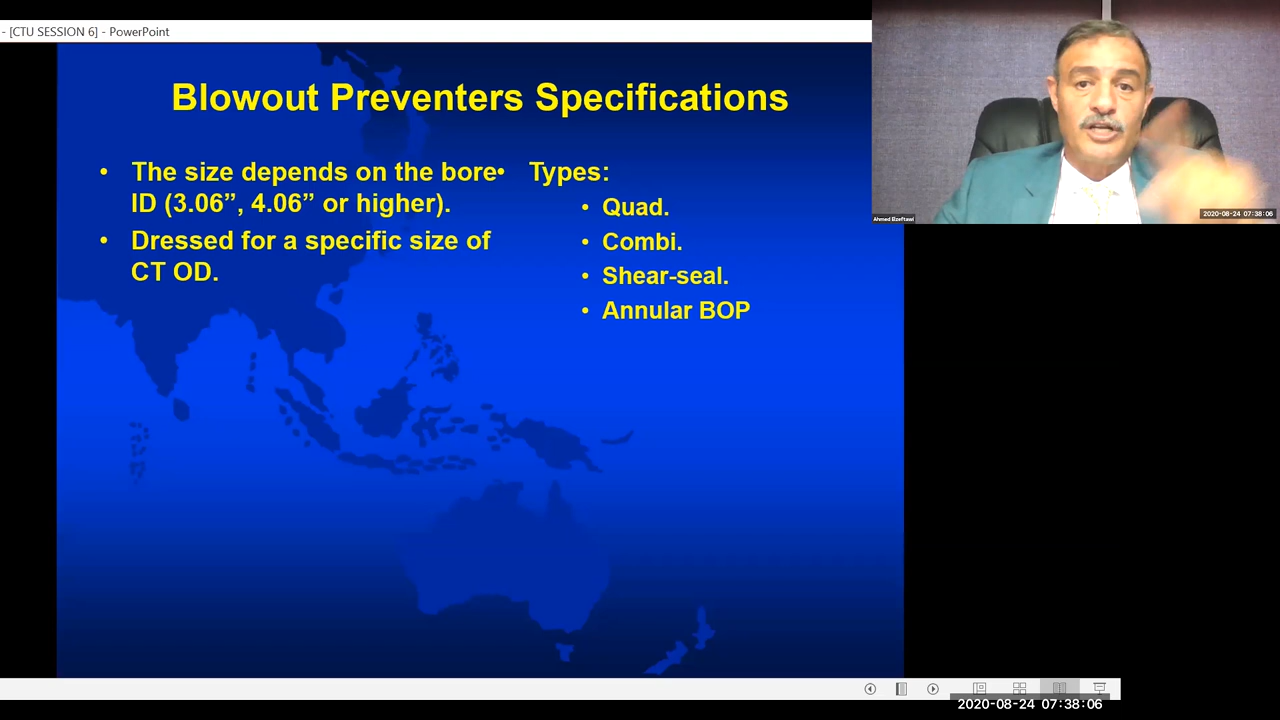 - [CTU SESSION 6] - PowerPoint
Blowout Preventers Specifications
• The size depends on the bore
ID (3.06”, 4.06” or higher).
• Dressed for a specific size of
CT OD.
• Types:
• Quad.
• Combi.
• Shear-seal.
• Annular BOP
Ahmed Elzeftawi
2020-08-24 07:38:06
2020-08-24 07:38:06